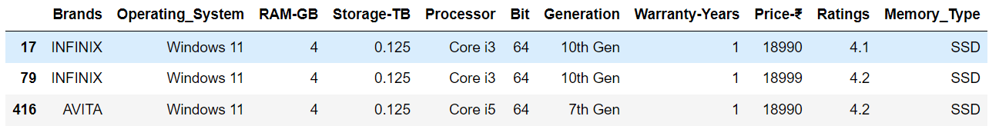 Brands Operating_System RAM-GB Storage-TB Processor Bit Generation Warranty-Years Price-₹ Ratings Memory_Type
17 INFINIX Windows 11 4 0.125 Core i3 64 10th Gen 1 18990 4.1 SSD
79 INFINIX Windows 11 4 0.125 Core i3 64 10th Gen 1 18999 4.2 SSD
416 AVITA Windows 11 4 0.125 Core i5 64 7th Gen 1 18990 4.2 SSD